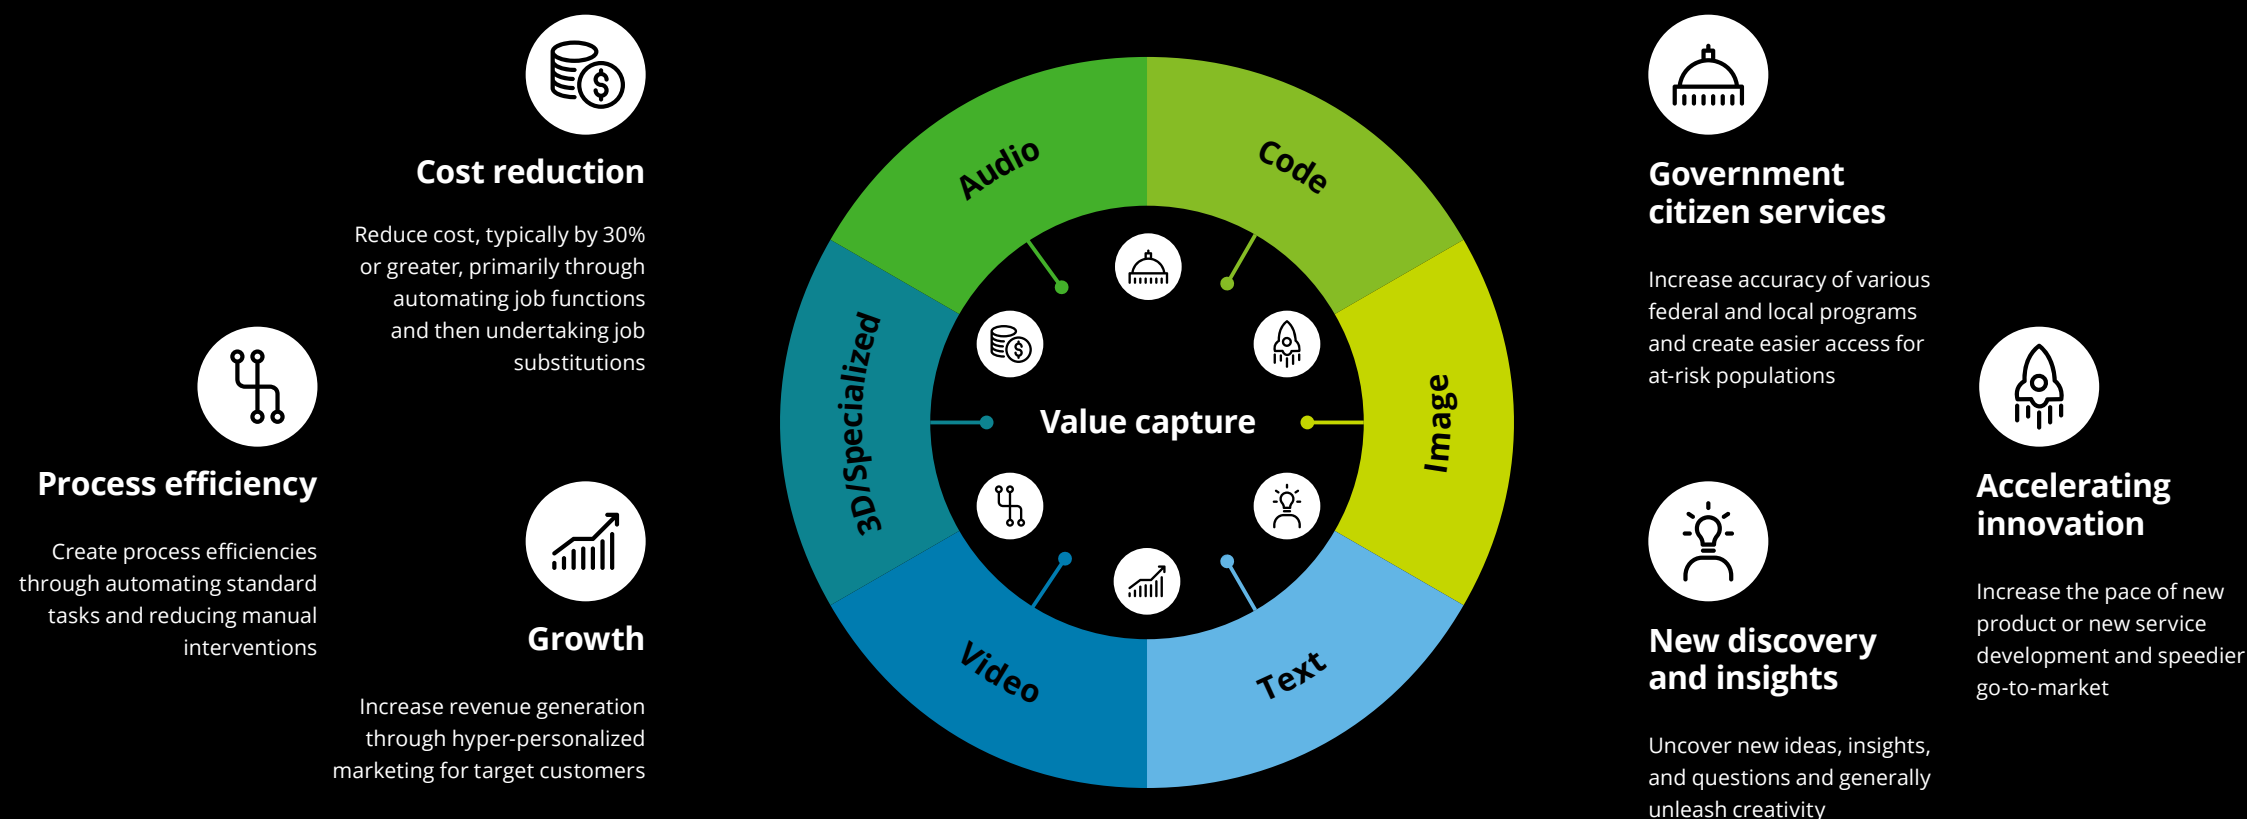 Cost reduction
Reduce cost, typically by 30%
or greater, primarily through
automating job functions
and then undertaking job
substitutions
Process efficiency
Create process efficiencies
through automating standard
tasks and reducing manual
interventions
Growth
Increase revenue generation
through hyper-personalized
marketing for target customers
Audio
Code
3D/Specialized
Image
Video
Text
Value capture
$
$
Government
citizen services
Increase accuracy of various
federal and local programs
and create easier access for
at-risk populations
Accelerating
innovation
Increase the pace of new
product or new service
development and speedier
go-to-market
New discovery
and insights
Uncover new ideas, insights,
and questions and generally
unleash creativity